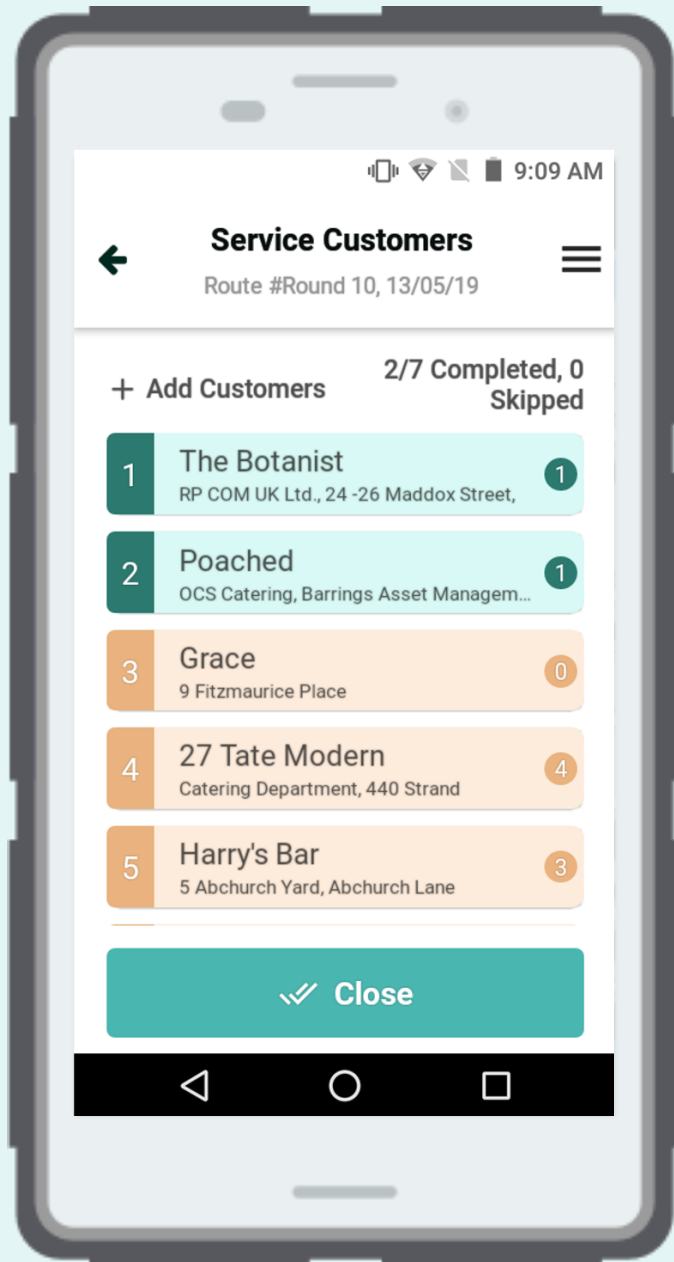 9:09 AM
Service Customers
Route #Round 10, 13/05/19
+ Add Customers
2/7 Completed, 0
Skipped
1
The Botanist
RP COM UK Ltd., 24 -26 Maddox Street,
1
2
Poached
OCS Catering, Barrings Asset Managem...
1
3
Grace
9 Fitzmaurice Place
0
4
27 Tate Modern
Catering Department, 440 Strand
4
5
Harry's Bar
5 Abchurch Yard, Abchurch Lane
3
Close